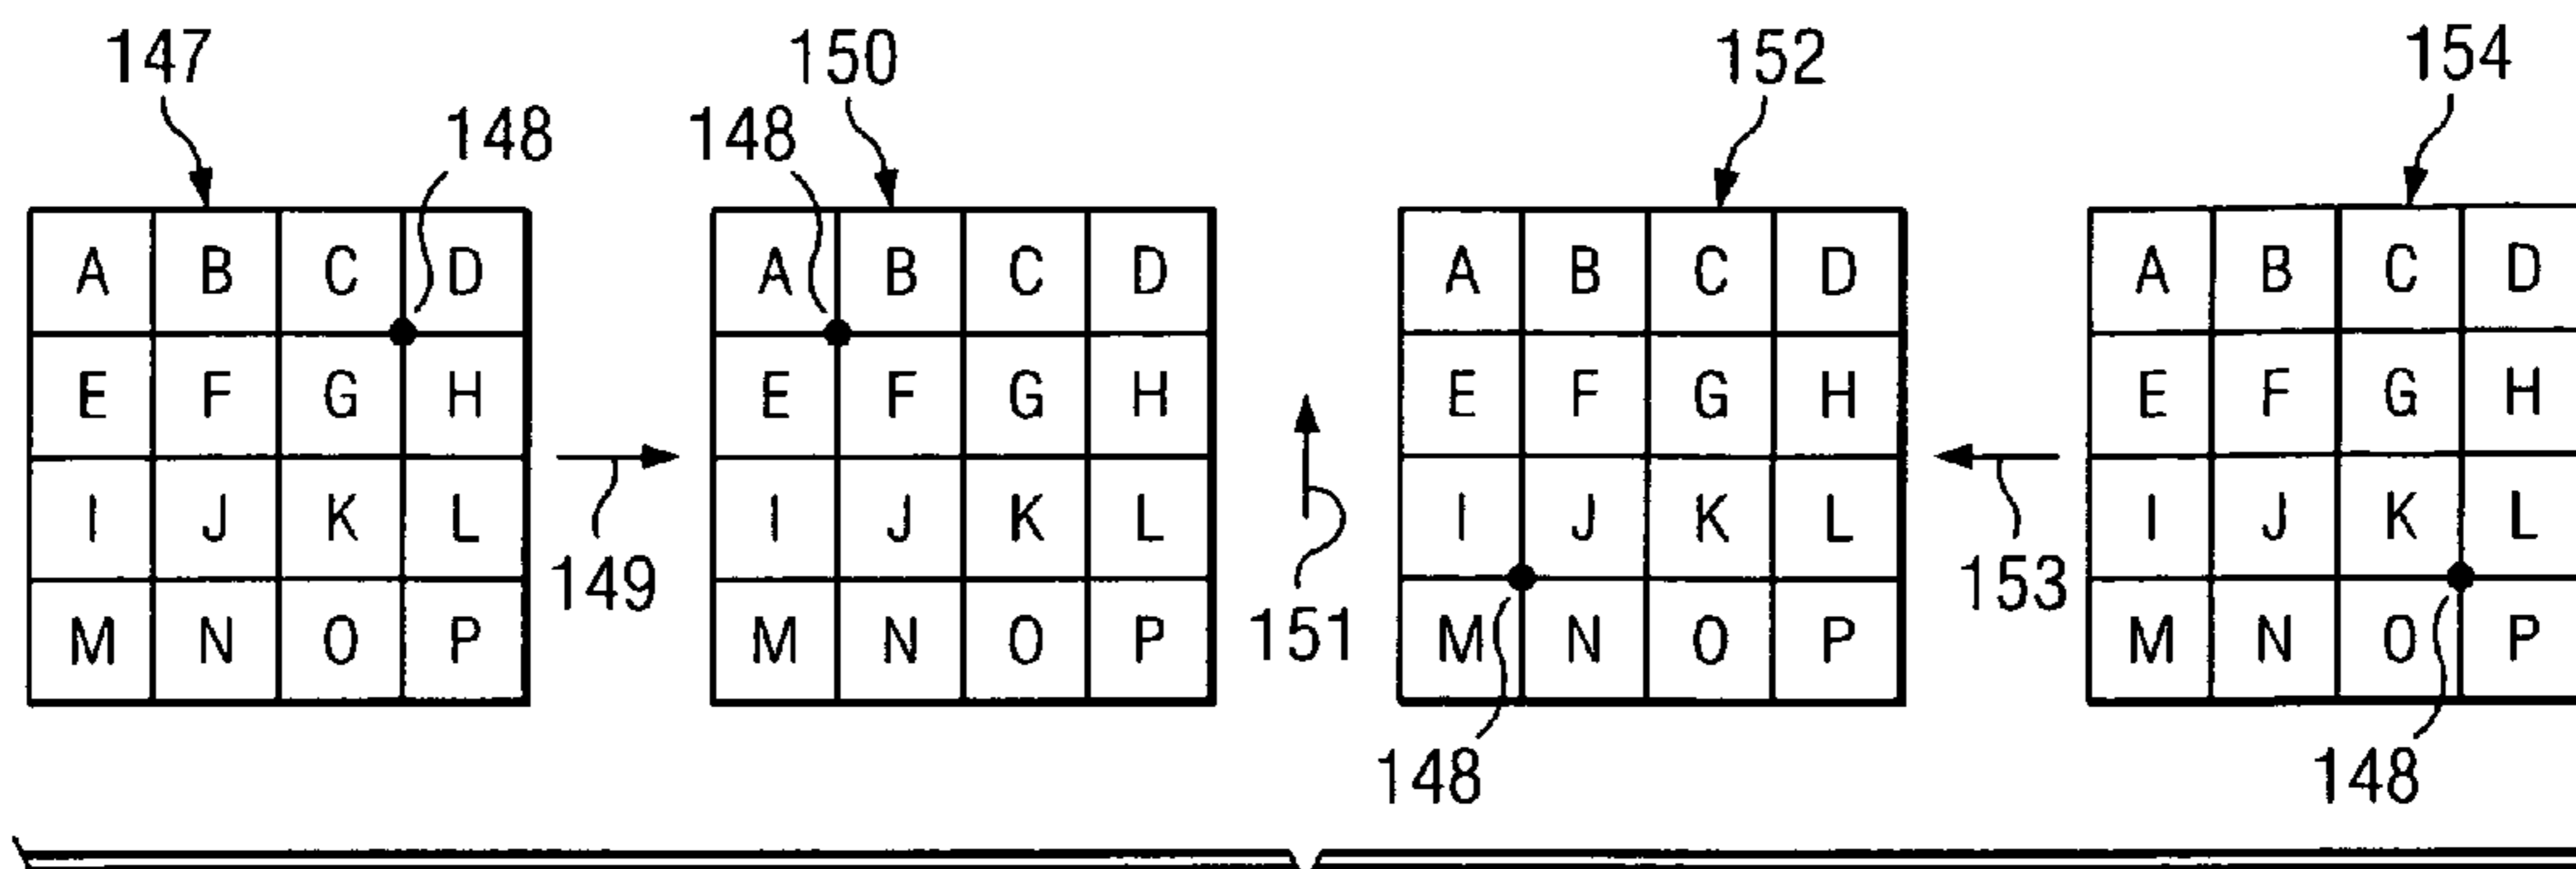 147 150 152 154
148 148
A B C D A B C D A B C D A B C D
E F G H E F G H E F G H E F G H
I J K L I J K L I J K L I J K L
149 151 153
M N O P M N O P M N O P M N O P
148 148